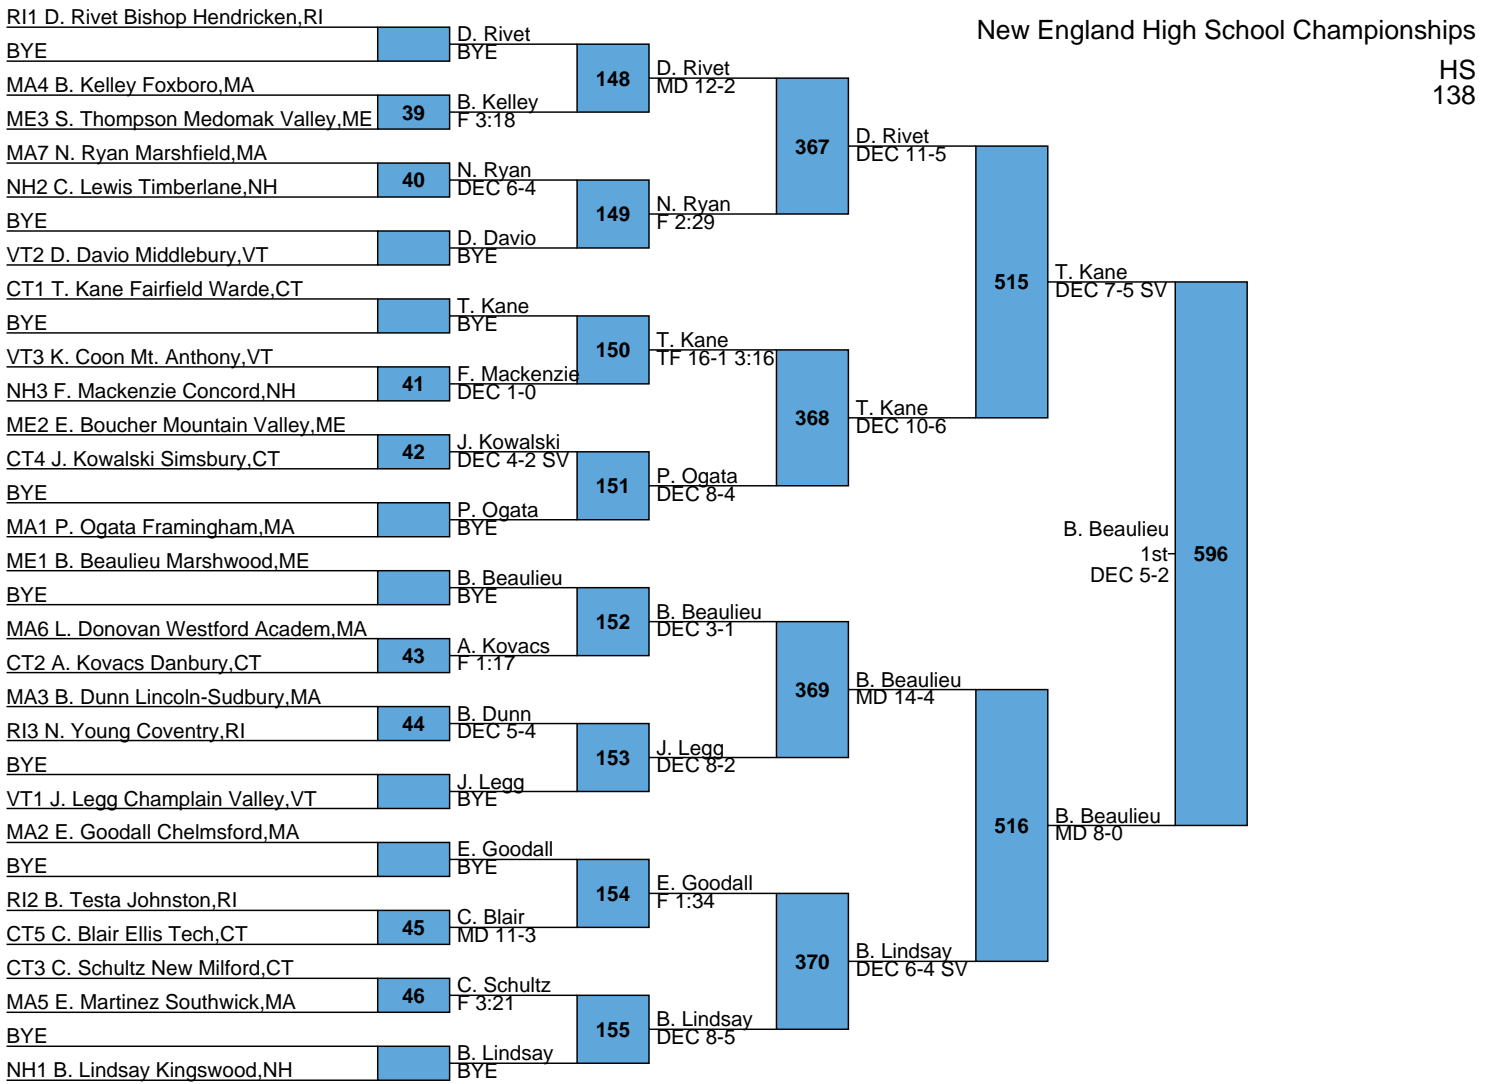 New England High School Championships
HS
138
RI1 D. Rivet Bishop Hendricken,RI
BYE
MA4 B. Kelley Foxboro,MA
ME3 S. Thompson Medomak Valley,ME
MA7 N. Ryan Marshfield,MA
NH2 C. Lewis Timberlane,NH
BYE
VT2 D. Davio Middlebury,VT
CT1 T. Kane Fairfield Warde,CT
BYE
VT3 K. Coon Mt. Anthony,VT
NH3 F. Mackenzie Concord,NH
ME2 E. Boucher Mountain Valley,ME
CT4 J. Kowalski Simsbury,CT
BYE
MA1 P. Ogata Framingham,MA
ME1 B. Beaulieu Marshwood,ME
BYE
MA6 L. Donovan Westford Academ,MA
CT2 A. Kovacs Danbury,CT
MA3 B. Dunn Lincoln-Sudbury,MA
RI3 N. Young Coventry,RI
BYE
VT1 J. Legg Champlain Valley,VT
MA2 E. Goodall Chelmsford,MA
BYE
RI2 B. Testa Johnston,RI
CT5 C. Blair Ellis Tech,CT
CT3 C. Schultz New Milford,CT
MA5 E. Martinez Southwick,MA
BYE
NH1 B. Lindsay Kingswood,NH
39
40
41
42
43
44
45
46
D. Rivet
BYE
B. Kelley
F 3:18
N. Ryan
DEC 6-4
D. Davio
BYE
T. Kane
BYE
F. Mackenzie
DEC 1-0
J. Kowalski
DEC 4-2 SV
P. Ogata
BYE
B. Beaulieu
BYE
A. Kovacs
F 1:17
B. Dunn
DEC 5-4
J. Legg
BYE
E. Goodall
BYE
C. Blair
MD 11-3
C. Schultz
F 3:21
B. Lindsay
BYE
148
149
150
151
152
153
154
155
D. Rivet
MD 12-2
N. Ryan
F 2:29
T. Kane
TF 16-1 3:16
P. Ogata
DEC 8-4
B. Beaulieu
DEC 3-1
J. Legg
DEC 8-2
E. Goodall
F 1:34
B. Lindsay
DEC 8-5
367
368
369
370
D. Rivet
DEC 11-5
T. Kane
DEC 10-6
B. Beaulieu
MD 14-4
B. Lindsay
DEC 6-4 SV
515
516
T. Kane
DEC 7-5 SV
B. Beaulieu
MD 8-0
B. Beaulieu
1st
DEC 5-2
596